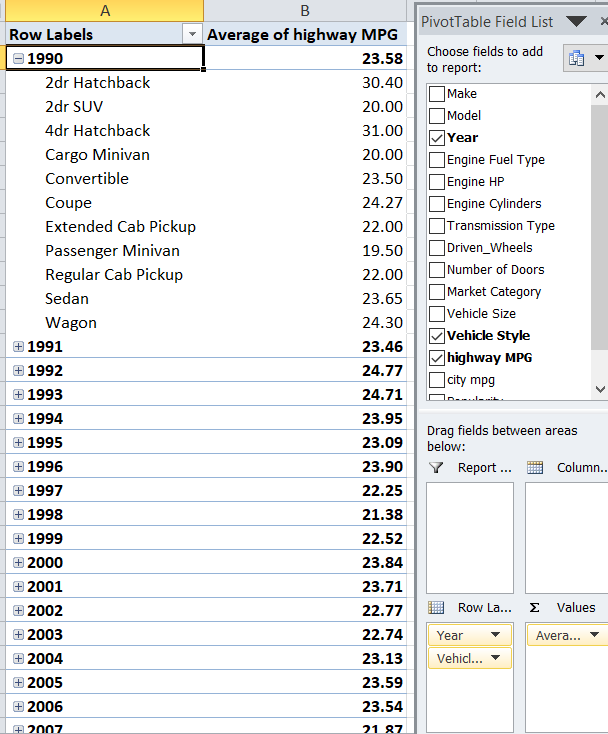 A B
Row Labels Average of highway MPG
1990 23.58
2dr Hatchback 30.40
2dr SUV 20.00
4dr Hatchback 31.00
Cargo Minivan 20.00
Convertible 23.50
Coupe 24.27
Extended Cab Pickup 22.00
Passenger Minivan 19.50
Regular Cab Pickup 22.00
Sedan 23.65
Wagon 24.30
1991 23.46
1992 24.77
1993 24.71
1994 23.95
1995 23.09
1996 23.90
1997 22.25
1998 21.38
1999 22.52
2000 23.84
2001 23.71
2002 22.77
2003 22.74
2004 23.13
2005 23.59
2006 23.54
2007 21.87
PivotTable Field List
Choose fields to add
to report:
Make
Model
Year
Engine Fuel Type
Engine HP
Engine Cylinders
Transmission Type
Driven_Wheels
Number of Doors
Market Category
Vehicle Size
Vehicle Style
highway MPG
city mpg
Popularity
Drag fields between areas
below:
Report ... Column...
Row La... Σ Values
Year Avera...
Vehicl...